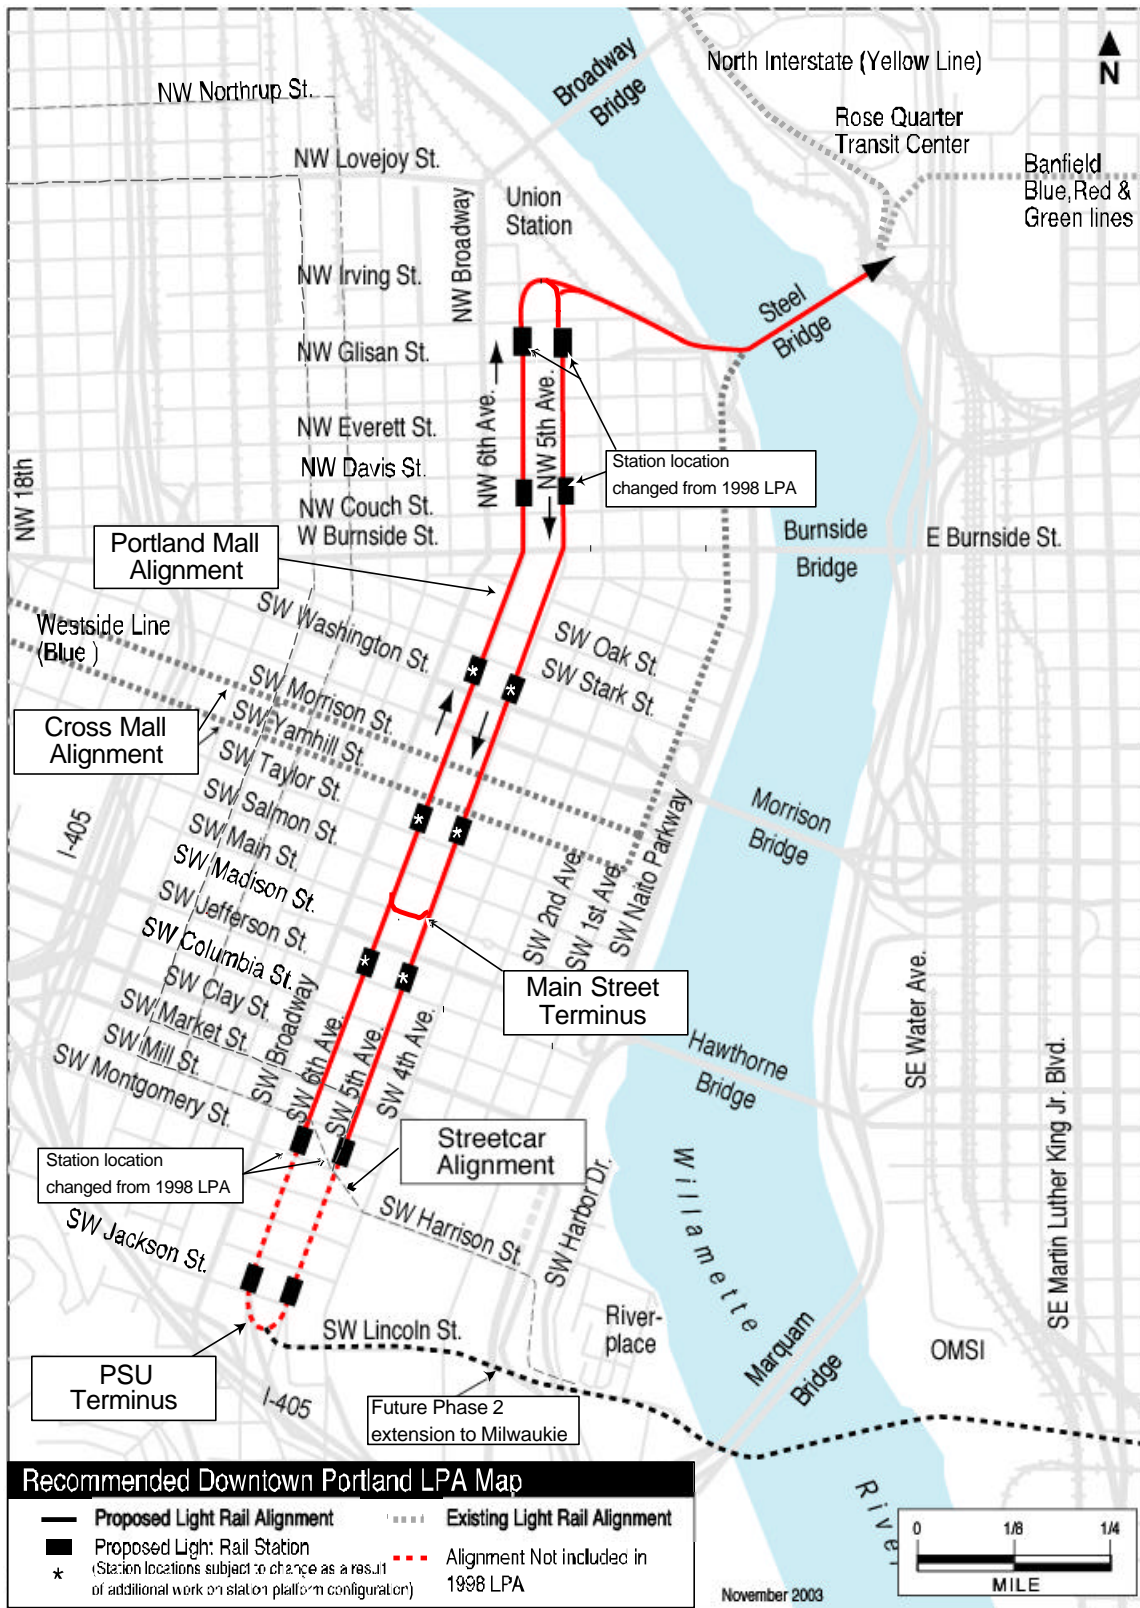 North Interstate (Yellow Line)
N
Broadway
Bridge
NW Northrup St.
Rose Quarter
Transit Center
NW Lovejoy St.
Banfield
Blue,Red &
Green lines
Union
Station
NW Broadway
NW Irving St.
Steel
Bridge
NW Glisan St.
NW 6th Ave.
NW 5th Ave.
NW Everett St.
NW Davis St.
Station location
changed from 1998 LPA
NW 18th
NW Couch St.
W Burnside St.
Burnside
Bridge
E Burnside St.
Portland Mall
Alignment
SW Washington St.
Westside Line
(Blue )
SW Oak St.
SW Stark St.
SW Morrison St.
Cross Mall
Alignment
SW Yamhill St.
SW Taylor St.
SW Salmon St.
I-405
Morrison
Bridge
SW Main St.
SW Madison St.
SW Jefferson St.
SW 2nd Ave.
SW 1st Ave.
SW Naito Parkway
SW Columbia St.
SW Clay St.
Main Street
Terminus
SW Market St.
SW Mill St.
SW Montgomery St.
SW Broadway
SW 6th Ave.
SW 5th Ave.
SW 4th Ave.
Hawthorne
Bridge
SE Water Ave.
SE Martin Luther King Jr. Blvd.
Streetcar
Alignment
Station location
changed from 1998 LPA
Willamette
SW Harrison St.
SW Harbor Dr.
SW Jackson St.
SW Lincoln St.
River-
place
Marquam
Bridge
OMSI
PSU
Terminus
I-405
Future Phase 2
extension to Milwaukie
River
Recommended Downtown Portland LPA Map
Proposed Light Rail Alignment
Existing Light Rail Alignment
Proposed Light Rail Station
* (Station locations subject to change as a result
of additional work on station platform configuration)
Alignment Not included in
1998 LPA
November 2003
0 1/8 1/4
MILE